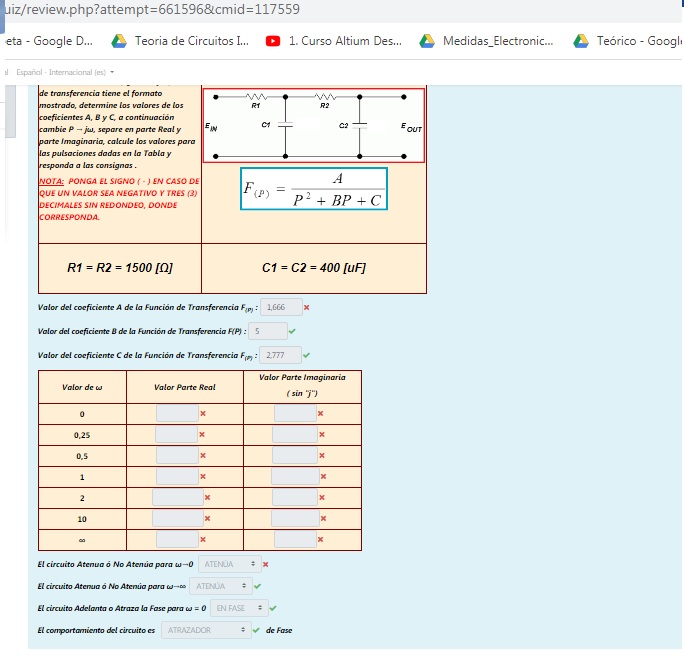 uiz/review.php?attempt=661596&cmid=117559
eta - Google D... Teoria de Circuitos I... 1. Curso Altium Des... Medidas_Electronic... Teórico - Googl
Español - Internacional (es)
de transferencia tiene el formato
mostrado, determine los valores de los
coeficientes A, B y C, a continuación
cambie P → jω, separe en parte Real y
parte Imaginaria, calcule los valores para
las pulsaciones dadas en la Tabla y
responda a las consignas .
NOTA: PONGA EL SIGNO ( - ) EN CASO DE
QUE UN VALOR SEA NEGATIVO Y TRES (3)
DECIMALES SIN REDONDEO, DONDE
CORRESPONDA.
R1 R2
E IN C1 C2 E OUT
F(P) = A / P² + BP + C
R1 = R2 = 1500 [Ω] C1 = C2 = 400 [uF]
Valor del coeficiente A de la Función de Transferencia F(P) : 1,666
Valor del coeficiente B de la Función de Transferencia F(P) : 5
Valor del coeficiente C de la Función de Transferencia F(P) : 2,777
Valor de ω Valor Parte Real Valor Parte Imaginaria
( sin "j")
0
0,25
0,5
1
2
10
∞
El circuito Atenua ó No Atenúa para ω→0 ATENÚA
El circuito Atenua ó No Atenúa para ω→∞ ATENÚA
El circuito Adelanta o Atraza la Fase para ω = 0 EN FASE
El comportamiento del circuito es ATRAZADOR de Fase